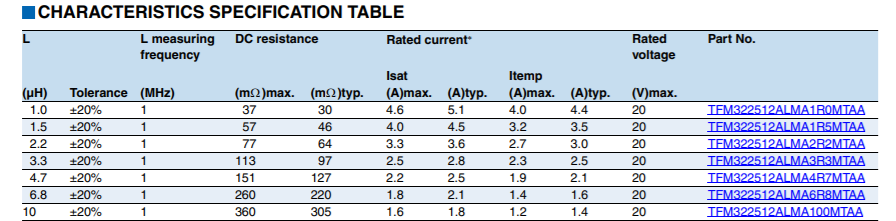 CHARACTERISTICS SPECIFICATION TABLE
L L measuring DC resistance Rated current* Rated Part No.
frequency voltage
Isat Itemp
(µH) Tolerance (MHz) (mΩ)max. (mΩ)typ. (A)max. (A)typ. (A)max. (A)typ. (V)max.
1.0 ±20% 1 37 30 4.6 5.1 4.0 4.4 20 TFM322512ALMA1R0MTAA
1.5 ±20% 1 57 46 4.0 4.5 3.2 3.5 20 TFM322512ALMA1R5MTAA
2.2 ±20% 1 77 64 3.3 3.6 2.7 3.0 20 TFM322512ALMA2R2MTAA
3.3 ±20% 1 113 97 2.5 2.8 2.3 2.5 20 TFM322512ALMA3R3MTAA
4.7 ±20% 1 151 127 2.2 2.5 1.9 2.1 20 TFM322512ALMA4R7MTAA
6.8 ±20% 1 260 220 1.8 2.1 1.4 1.6 20 TFM322512ALMA6R8MTAA
10 ±20% 1 360 305 1.6 1.8 1.2 1.4 20 TFM322512ALMA100MTAA